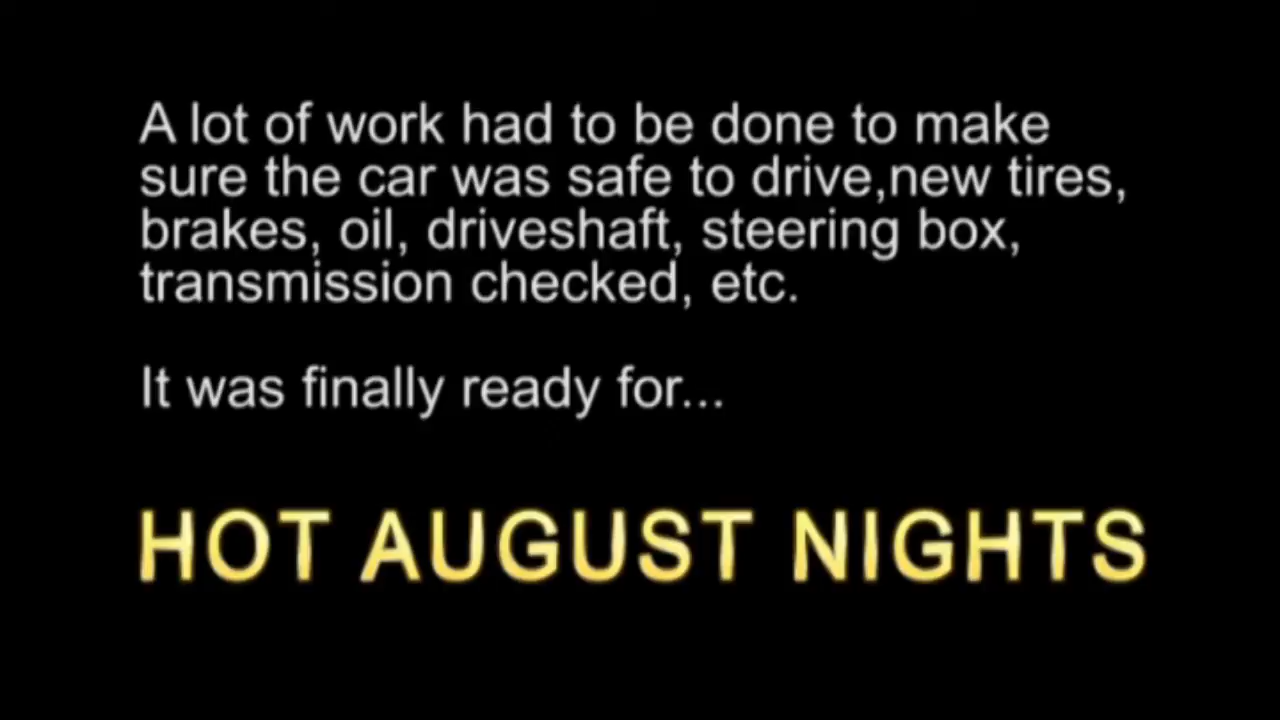 A lot of work had to be done to make
sure the car was safe to drive,new tires,
brakes, oil, driveshaft, steering box,
transmission checked, etc.
It was finally ready for...
HOT AUGUST NIGHTS